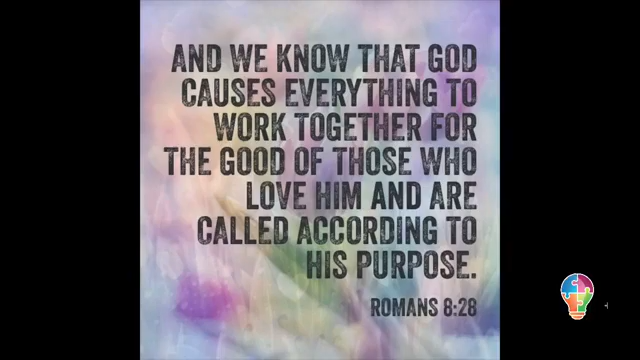 AND WE KNOW THAT GOD
CAUSES EVERYTHING TO
WORK TOGETHER FOR
THE GOOD OF THOSE WHO
LOVE HIM AND ARE
CALLED ACCORDING TO
HIS PURPOSE.
ROMANS 8:28